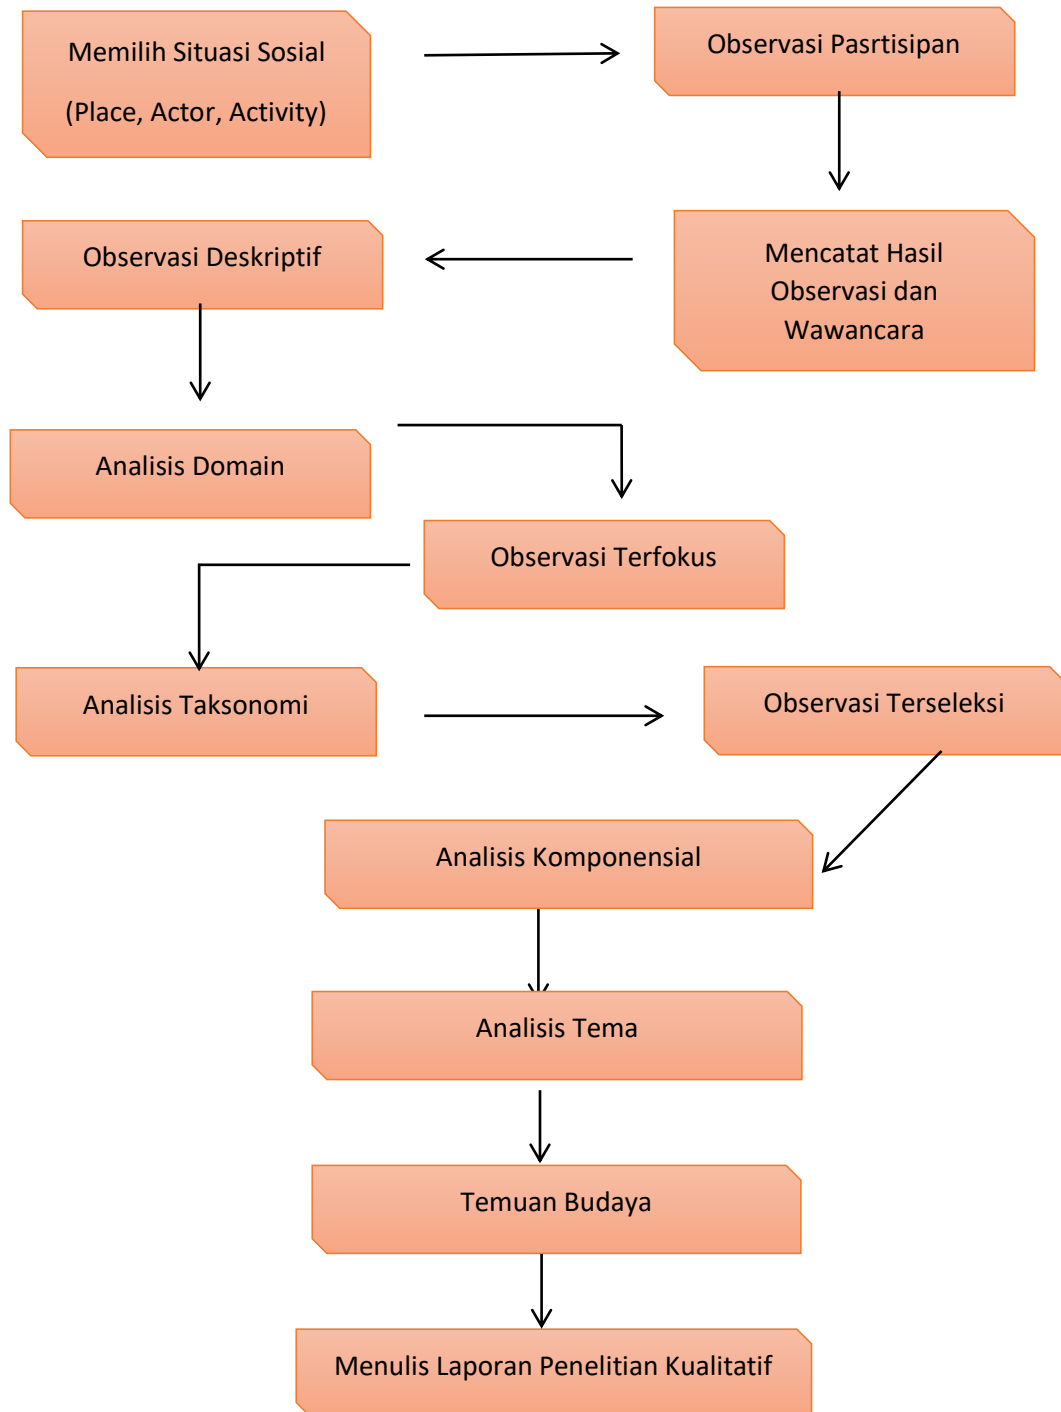 Memilih Situasi Sosial
(Place, Actor, Activity)
Observasi Pasrtisipan
Mencatat Hasil
Observasi dan
Wawancara
Observasi Deskriptif
Analisis Domain
Observasi Terfokus
Analisis Taksonomi
Observasi Terseleksi
Analisis Komponensial
Analisis Tema
Temuan Budaya
Menulis Laporan Penelitian Kualitatif